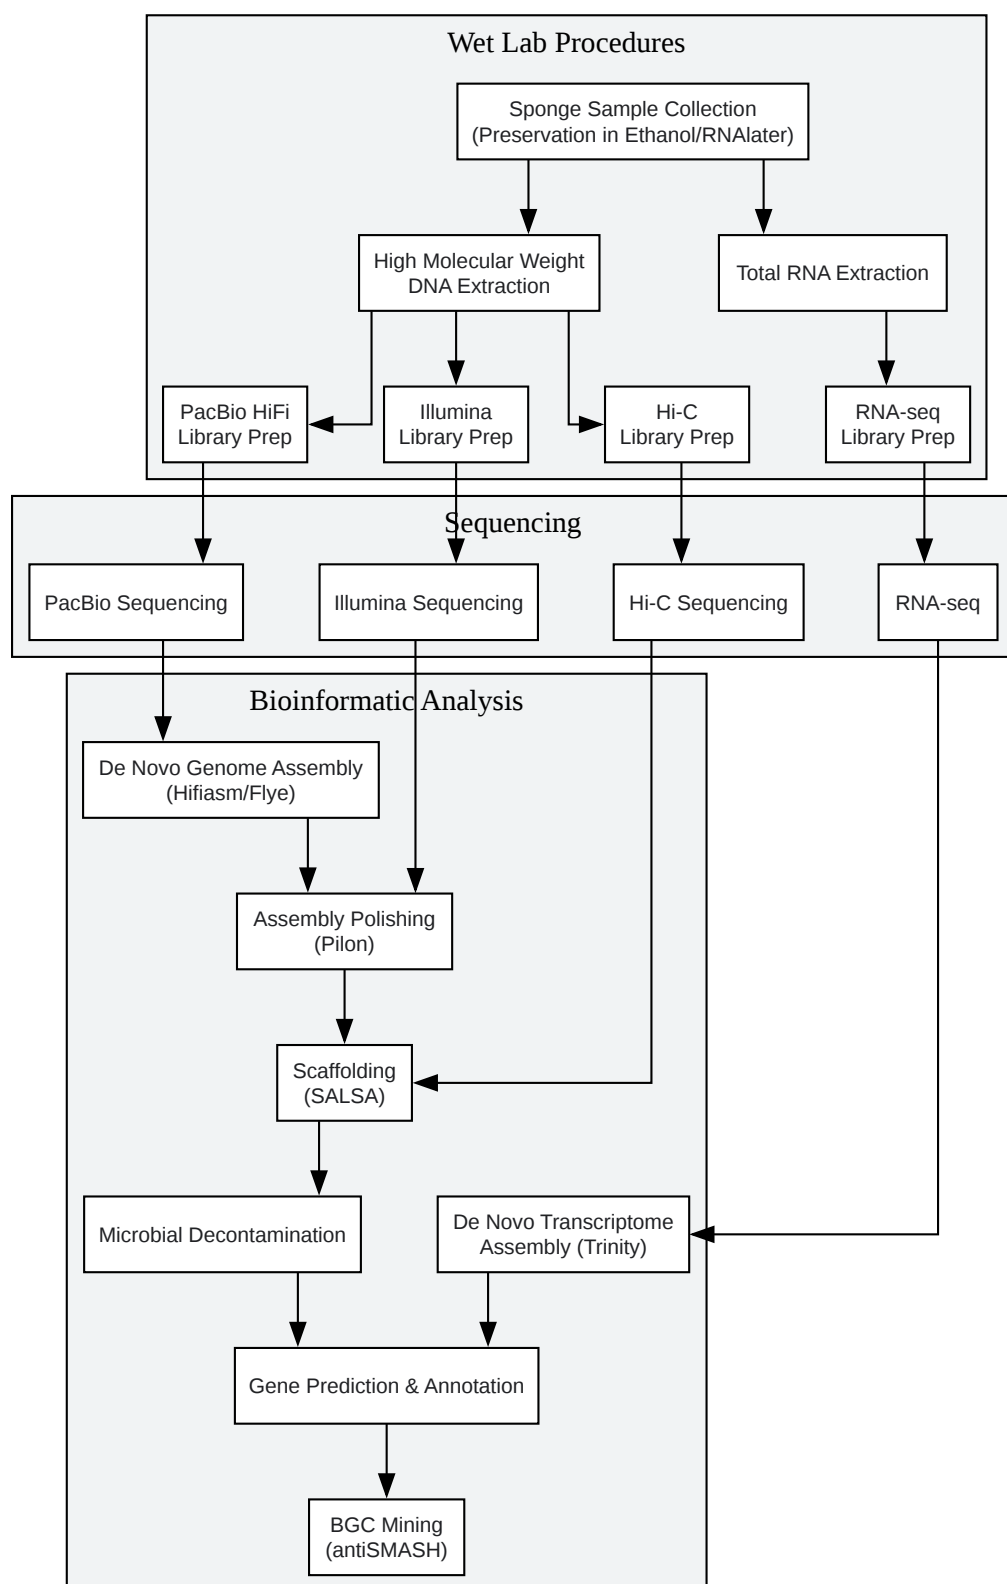 Wet Lab Procedures
Sponge Sample Collection
(Preservation in Ethanol/RNAlater)
High Molecular Weight
DNA Extraction
Total RNA Extraction
PacBio HiFi
Library Prep
Illumina
Library Prep
Hi-C
Library Prep
RNA-seq
Library Prep
Sequencing
PacBio Sequencing
Illumina Sequencing
Hi-C Sequencing
RNA-seq
Bioinformatic Analysis
De Novo Genome Assembly
(Hifiasm/Flye)
Assembly Polishing
(Pilon)
Scaffolding
(SALSA)
Microbial Decontamination
De Novo Transcriptome
Assembly (Trinity)
Gene Prediction & Annotation
BGC Mining
(antiSMASH)